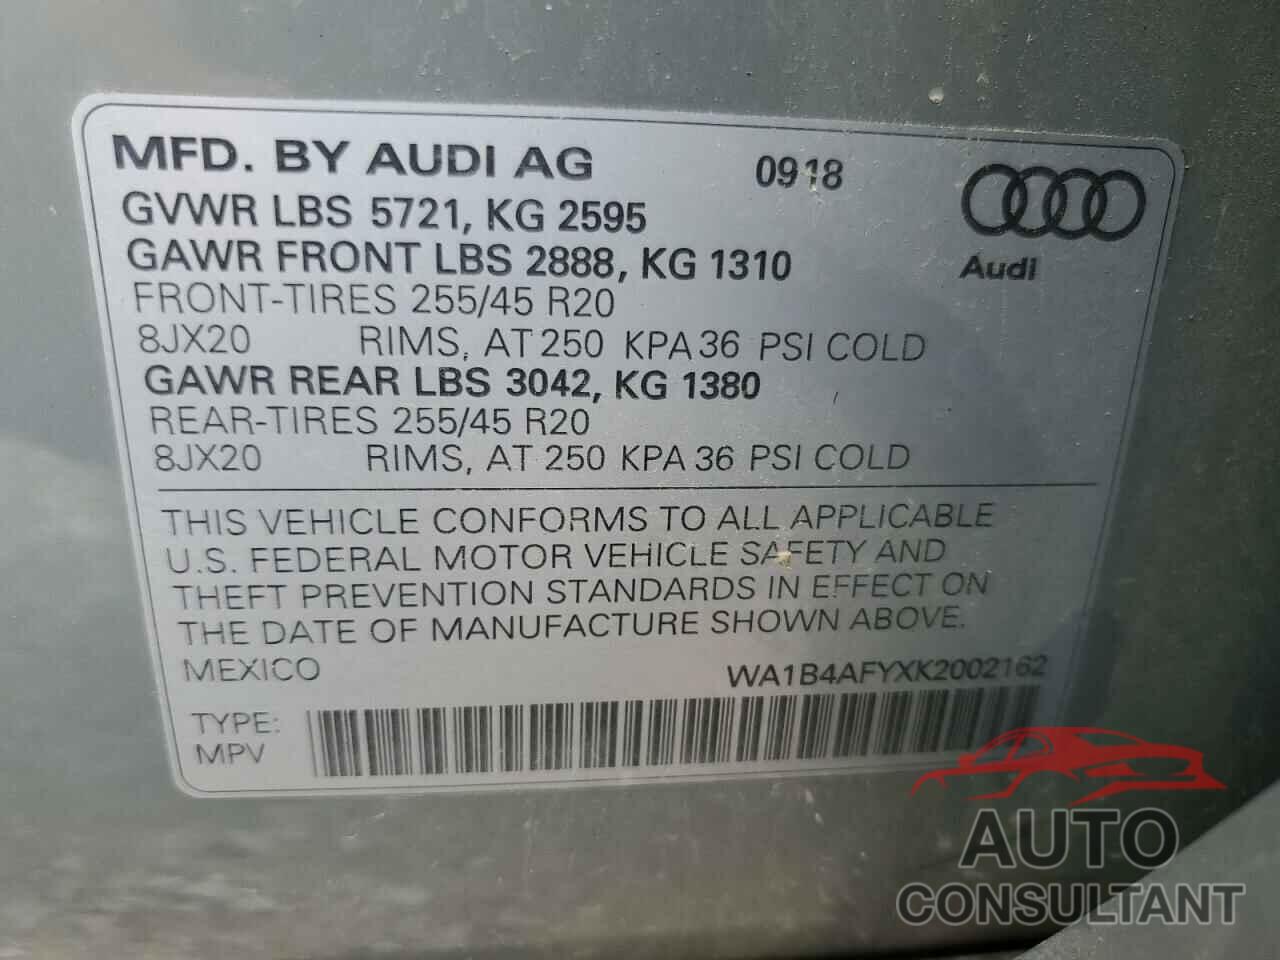 MFD. BY AUDI AG 0918
GVWR LBS 5721, KG 2595
GAWR FRONT LBS 2888, KG 1310
Audi
FRONT-TIRES 255/45 R20
8JX20 RIMS, AT 250 KPA 36 PSI COLD
GAWR REAR LBS 3042, KG 1380
REAR-TIRES 255/45 R20
8JX20 RIMS, AT 250 KPA 36 PSI COLD
THIS VEHICLE CONFORMS TO ALL APPLICABLE
U.S. FEDERAL MOTOR VEHICLE SAFETY AND
THEFT PREVENTION STANDARDS IN EFFECT ON
THE DATE OF MANUFACTURE SHOWN ABOVE.
MEXICO WA1B4AFYXK2002162
TYPE:
MPV
AUTO
CONSULTANT